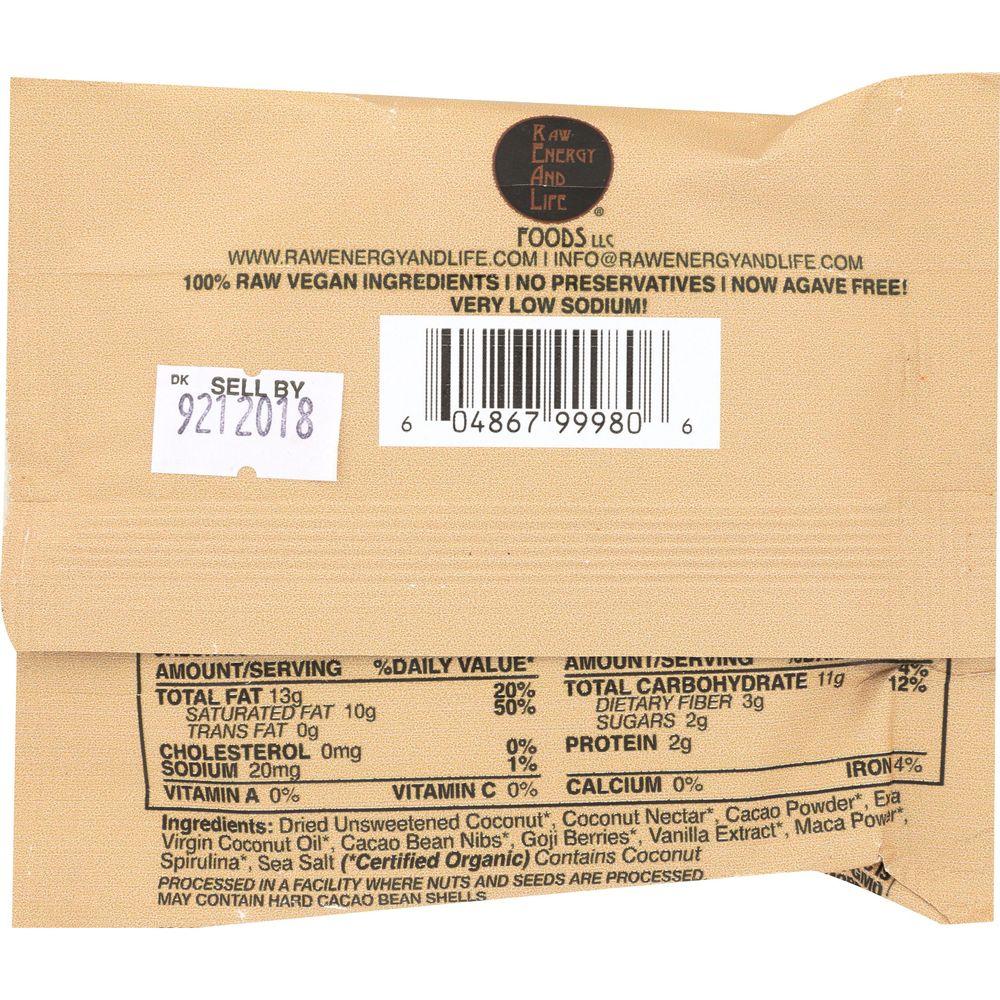 RAW
ENERGY
AND
LIFE
®
FOODS LLC
WWW.RAWENERGYANDLIFE.COM | INFO@RAWENERGYANDLIFE.COM
100% RAW VEGAN INGREDIENTS | NO PRESERVATIVES | NOW AGAVE FREE!
VERY LOW SODIUM!
DK SELL BY
9212018
6 04867 99980 6
AMOUNT/SERVING %DAILY VALUE*
TOTAL FAT 13g 20%
SATURATED FAT 10g 50%
TRANS FAT 0g
CHOLESTEROL 0mg 0%
SODIUM 20mg 1%
VITAMIN A 0% VITAMIN C 0%
AMOUNT/SERVING
TOTAL CARBOHYDRATE 11g 4%
DIETARY FIBER 3g 12%
SUGARS 2g
PROTEIN 2g
CALCIUM 0% IRON 4%
Ingredients: Dried Unsweetened Coconut*, Coconut Nectar*, Cacao Powder*,
Virgin Coconut Oil*, Cacao Bean Nibs*, Goji Berries*, Vanilla Extract*, Maca Powder*,
Spirulina*, Sea Salt (*Certified Organic) Contains Coconut
PROCESSED IN A FACILITY WHERE NUTS AND SEEDS ARE PROCESSED
MAY CONTAIN HARD CACAO BEAN SHELLS
GMO